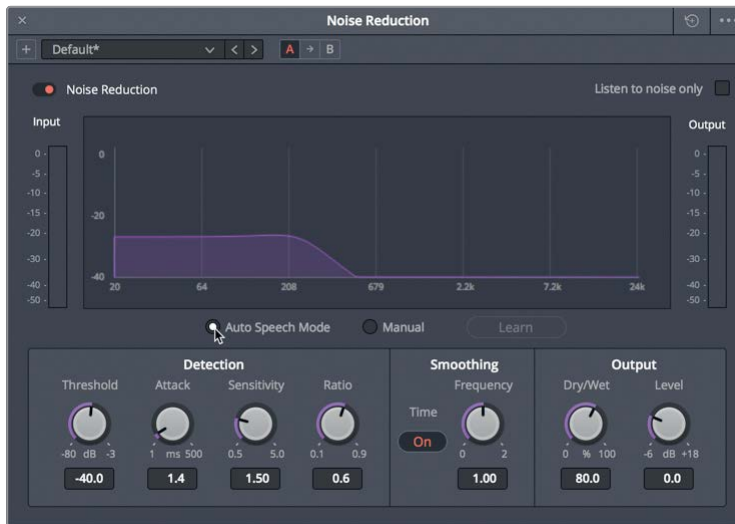 Noise Reduction
Default*
A
B
Noise Reduction
Listen to noise only
Input
Output
0
-5
-10
-15
-20
-30
-40
-50
0
-20
-40
20 64 208 679 2.2k 7.2k 24k
0
-5
-10
-15
-20
-30
-40
-50
Auto Speech Mode Manual Learn
Detection Smoothing Output
Threshold Attack Sensitivity Ratio Frequency Dry/Wet Level
Time
On
-80 dB -3 1 ms 500 0.5 5.0 0.1 0.9 0 2 0 % 100 -6 dB +18
-40.0 1.4 1.50 0.6 1.00 80.0 0.0